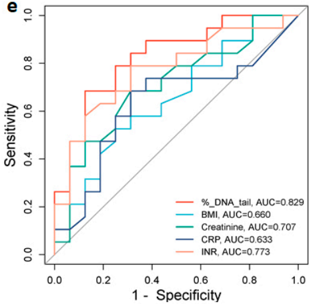 e
1.0
0.8
0.6
0.4
0.2
0.0
Sensitivity
%_DNA_tail, AUC=0.829
BMI, AUC=0.660
Creatinine, AUC=0.707
CRP, AUC=0.633
INR, AUC=0.773
0.0 0.2 0.4 0.6 0.8 1.0
1 - Specificity